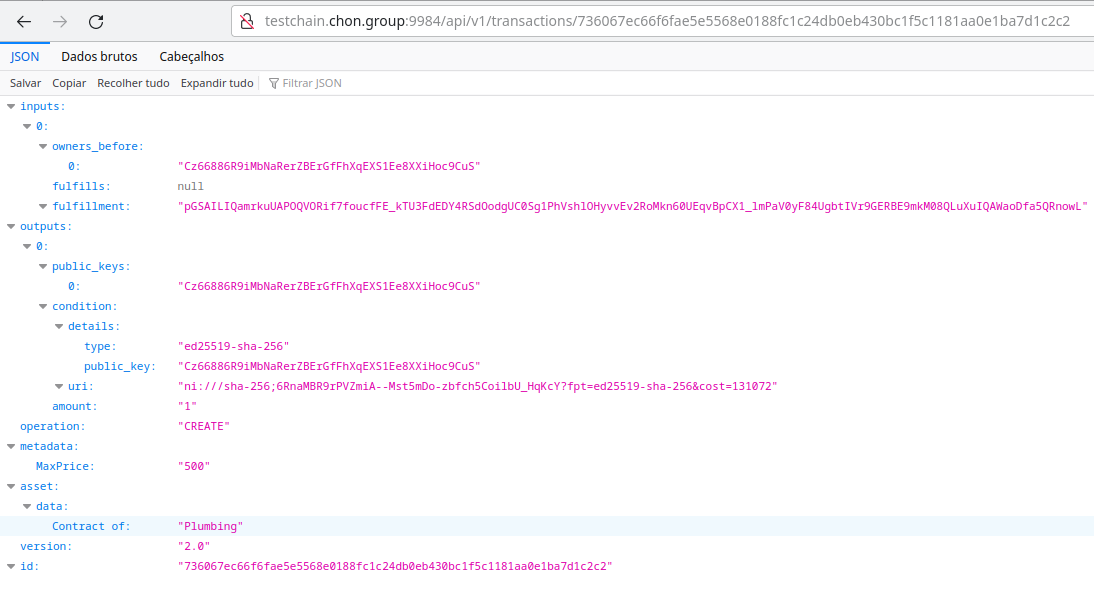 testchain.chon.group:9984/api/v1/transactions/736067ec66f6fae5e5568e0188fc1c24db0eb430bc1f5c1181aa0e1ba7d1c2c2
JSON Dados brutos Cabeçalhos
Salvar Copiar Recolher tudo Expandir tudo Filtrar JSON
inputs:
0:
owners_before:
0: "Cz66886R9iMbNaRerZBErGfFhXqEXS1Ee8XXiHoc9CuS"
fulfills: null
fulfillment: "pGSAILIQamrkuUAPOQVORif7foucfFE_kTU3FdEDY4RSdOodgUC0Sg1PhVshlOHyvvEv2RoMkn60UEqvBpCX1_lmPaV0yF84UgbtIVr9GERBE9mkM08QLuXuIQAWaoDfa5QRnowL"
outputs:
0:
public_keys:
0: "Cz66886R9iMbNaRerZBErGfFhXqEXS1Ee8XXiHoc9CuS"
condition:
details:
type: "ed25519-sha-256"
public_key: "Cz66886R9iMbNaRerZBErGfFhXqEXS1Ee8XXiHoc9CuS"
uri: "ni:///sha-256;6RnaMBR9rPVZmiA--Mst5mDo-zbfch5CoilbU_HqKcY?fpt=ed25519-sha-256&cost=131072"
amount: "1"
operation: "CREATE"
metadata:
MaxPrice: "500"
asset:
data:
Contract of: "Plumbing"
version: "2.0"
id: "736067ec66f6fae5e5568e0188fc1c24db0eb430bc1f5c1181aa0e1ba7d1c2c2"